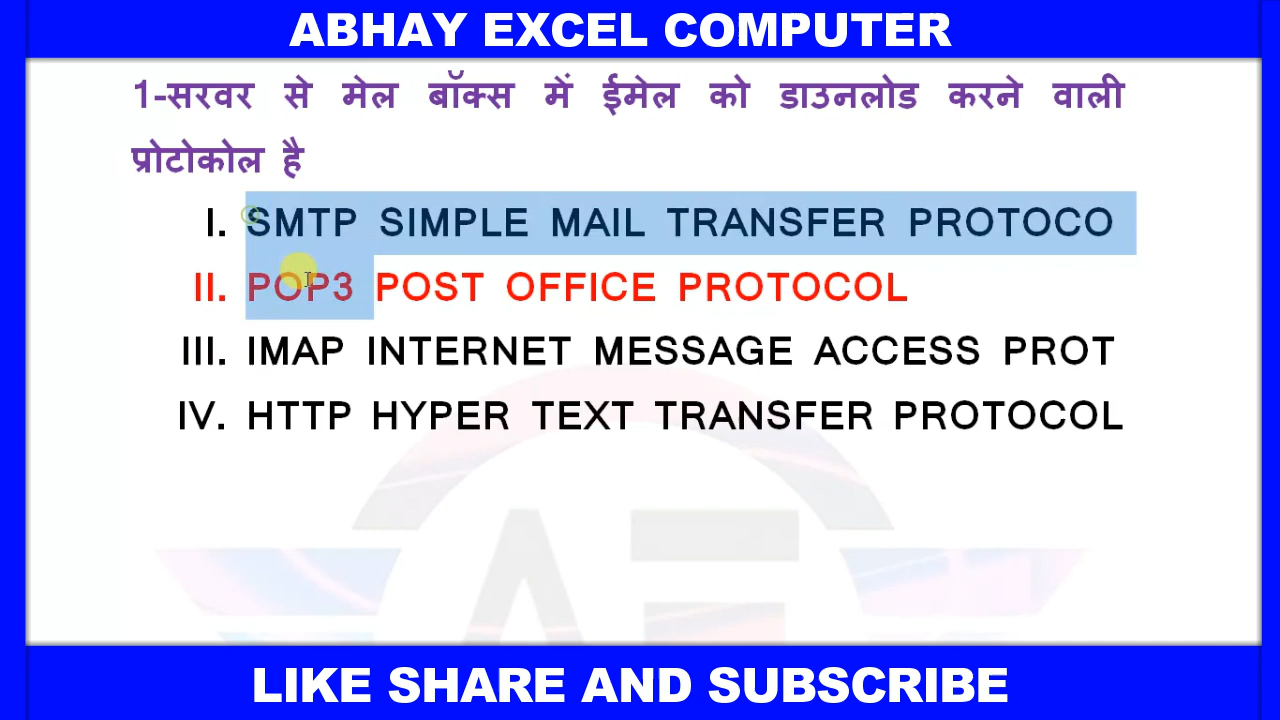 ABHAY EXCEL COMPUTER
1-सरवर से मेल बॉक्स में ईमेल को डाउनलोड करने वाली
प्रोटोकोल है
I. SMTP SIMPLE MAIL TRANSFER PROTOCO
II. POP3 POST OFFICE PROTOCOL
III. IMAP INTERNET MESSAGE ACCESS PROT
IV. HTTP HYPER TEXT TRANSFER PROTOCOL
LIKE SHARE AND SUBSCRIBE